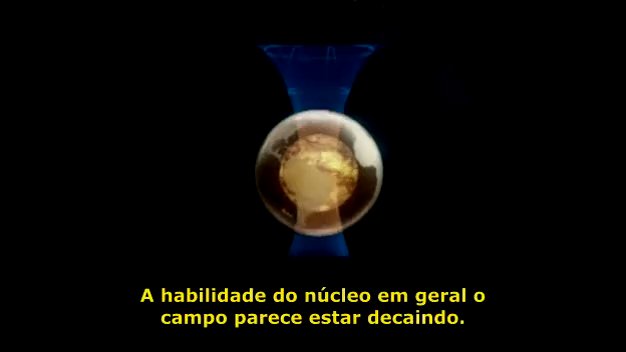 A habilidade do núcleo em geral o
campo parece estar decaindo.